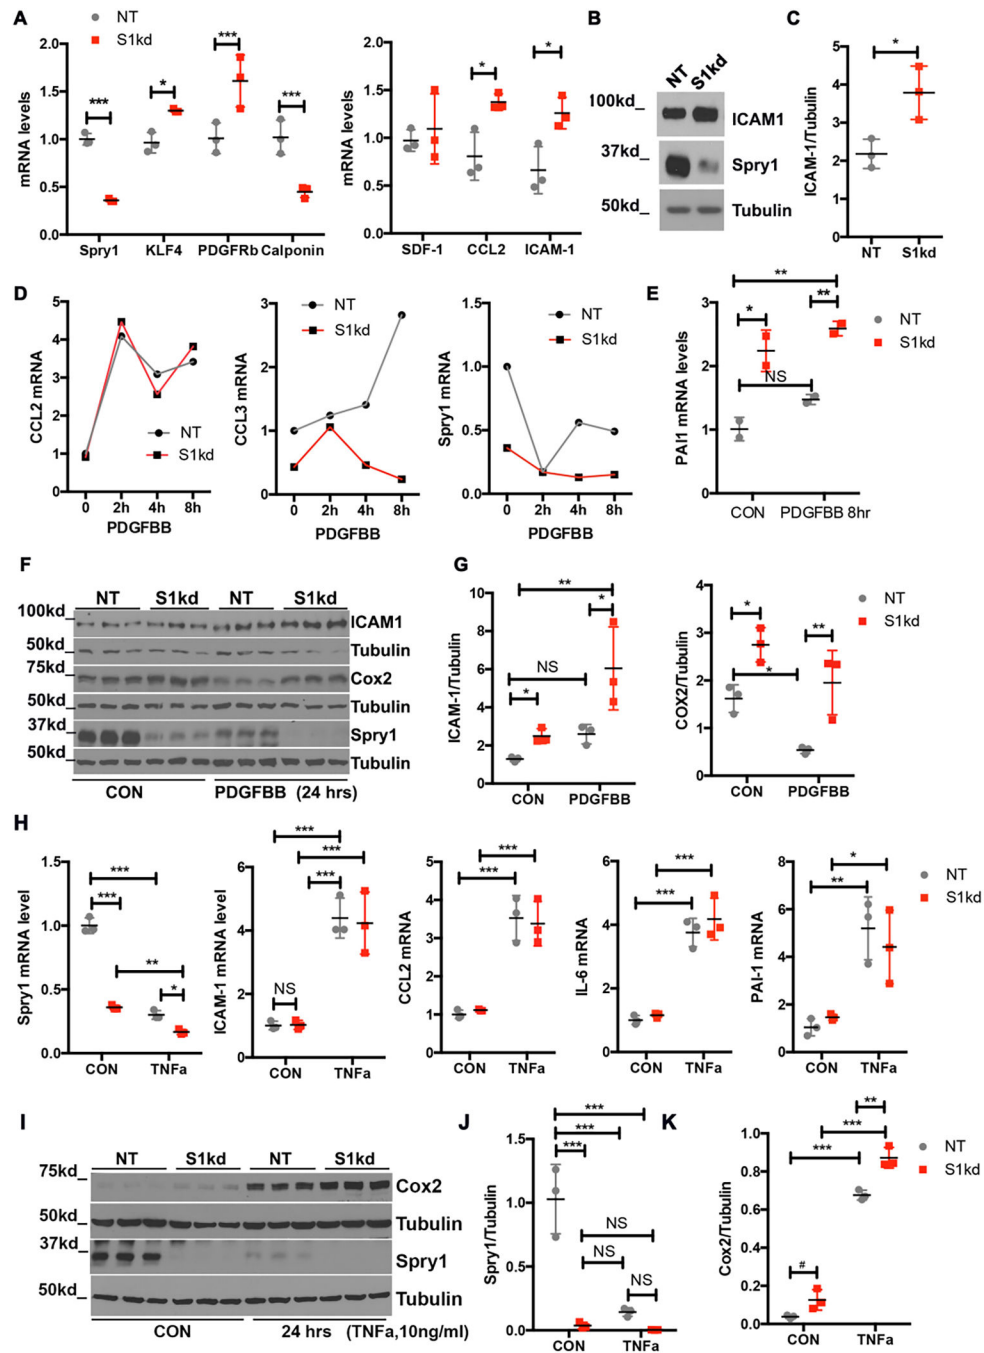 A
NT
S1kd
mRNA levels
2.0
1.5
1.0
0.5
0.0
***
*
***
***
Spry1 KLF4 PDGFRb Calponin
mRNA levels
2.0
1.5
1.0
0.5
0.0
*
*
SDF-1 CCL2 ICAM-1
B
NT S1kd
100kd_ ICAM1
37kd_ Spry1
50kd_ Tubulin
C
ICAM-1/Tubulin
5
4
3
2
1
0
*
NT S1kd
D
CCL2 mRNA
5
4
3
2
1
0
NT
S1kd
0 2h 4h 8h
PDGFBB
CCL3 mRNA
3
2
1
0
NT
S1kd
0 2h 4h 8h
PDGFBB
Spry1 mRNA
1.5
1.0
0.5
0.0
NT
S1kd
0 2h 4h 8h
PDGFBB
E
PAI1 mRNA levels
3
2
1
0
**
*
**
NS
NT
S1kd
CON PDGFBB 8hr
F
NT S1kd NT S1kd
100kd_ ICAM1
50kd_ Tubulin
75kd_ Cox2
50kd_ Tubulin
37kd_ Spry1
50kd_ Tubulin
CON PDGFBB (24 hrs)
G
ICAM-1/Tubulin
10
8
6
4
2
0
**
*
NS
*
CON PDGFBB
COX2/Tubulin
4
3
2
1
0
*
**
*
NT
S1kd
CON PDGFBB
H
Spry1 mRNA level
1.5
1.0
0.5
0.0
***
***
**
*
CON TNFa
ICAM-1 mRNA level
6
4
2
0
***
***
***
NS
CON TNFa
CCL2 mRNA
5
4
3
2
1
0
***
***
CON TNFa
IL-6 mRNA
6
4
2
0
***
***
CON TNFa
PAI-1 mRNA
8
6
4
2
0
*
**
NT
S1kd
CON TNFa
I
NT S1kd NT S1kd
75kd_ Cox2
50kd_ Tubulin
37kd_ Spry1
50kd_ Tubulin
CON 24 hrs (TNFa,10ng/ml)
J
Spry1/Tubulin
1.5
1.0
0.5
0.0
***
***
***
NS
NS
NS
CON TNFa
K
Cox2/Tubulin
1.0
0.8
0.6
0.4
0.2
0.0
**
***
***
#
NT
S1kd
CON TNFa